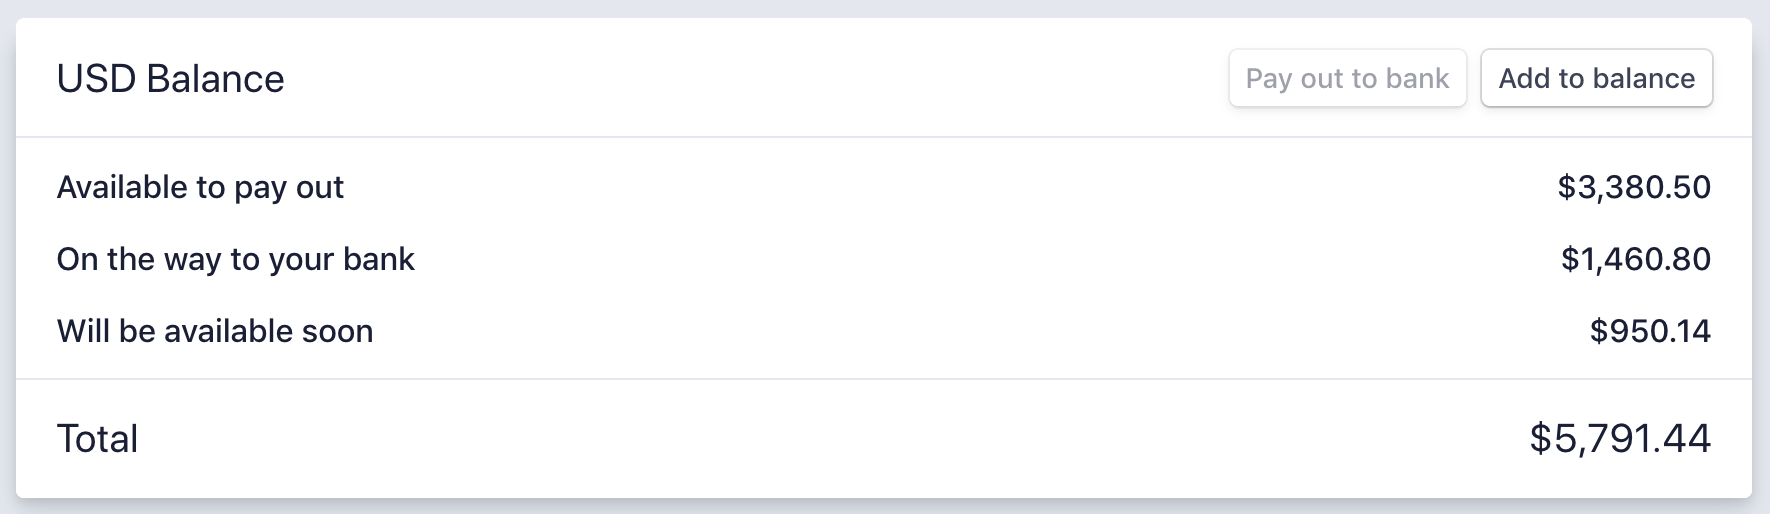 USD Balance Pay out to bank Add to balance
Available to pay out $3,380.50
On the way to your bank $1,460.80
Will be available soon $950.14
Total $5,791.44